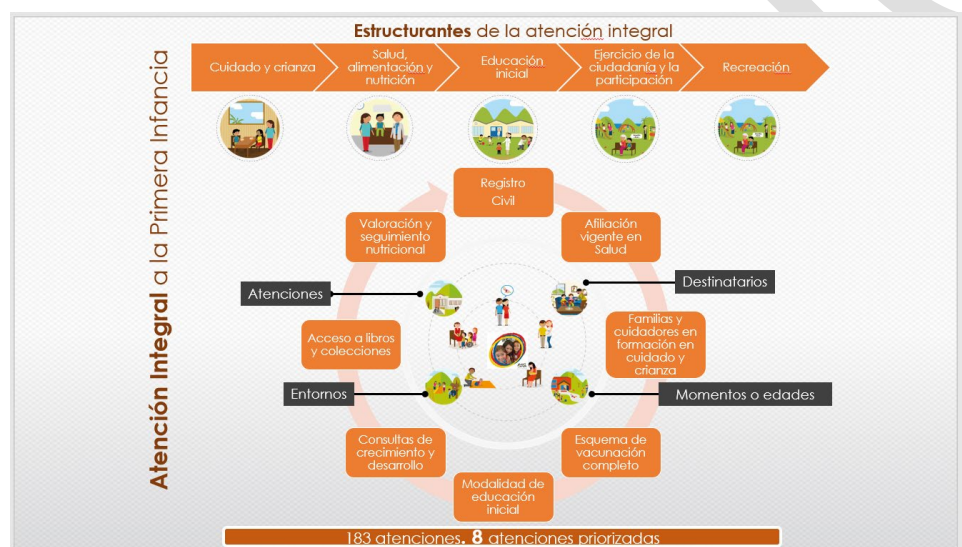 Estructurantes de la atención integral
Cuidado y crianza
Salud,
alimentación y
nutrición
Educación
inicial
Ejercicio de la
ciudadanía y la
participación
Recreación
Atención Integral a la Primera Infancia
Registro
Civil
Valoración y
seguimiento
nutricional
Afiliación
vigente en
Salud
Atenciones
Destinatarios
Acceso a libros
y colecciones
Familias y
cuidadores en
formación en
cuidado y
crianza
Entornos
Momentos o edades
Consultas de
crecimiento y
desarrollo
Esquema de
vacunación
completo
Modalidad de
educación
inicial
183 atenciones. 8 atenciones priorizadas